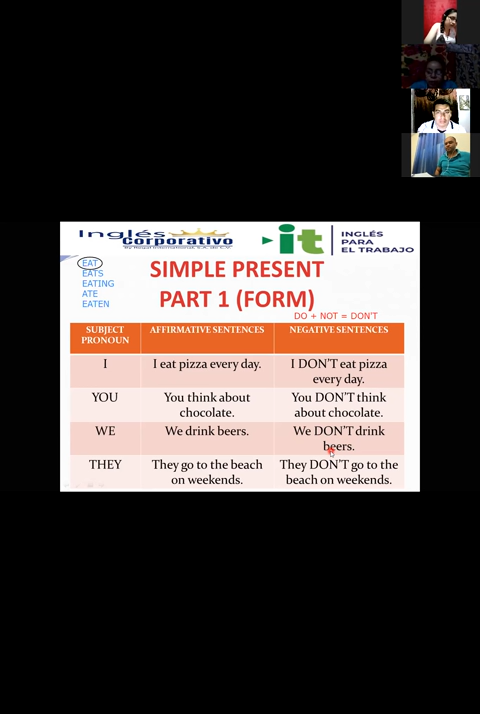 Inglés
Corporativo
it
INGLÉS
PARA
EL TRABAJO
EAT
EATS
EATING
ATE
EATEN
SIMPLE PRESENT
PART 1 (FORM)
DO + NOT = DON'T
SUBJECT PRONOUN AFFIRMATIVE SENTENCES NEGATIVE SENTENCES
I I eat pizza every day. I DON'T eat pizza every day.
YOU You think about chocolate. You DON'T think about chocolate.
WE We drink beers. We DON'T drink beers.
THEY They go to the beach on weekends. They DON'T go to the beach on weekends.